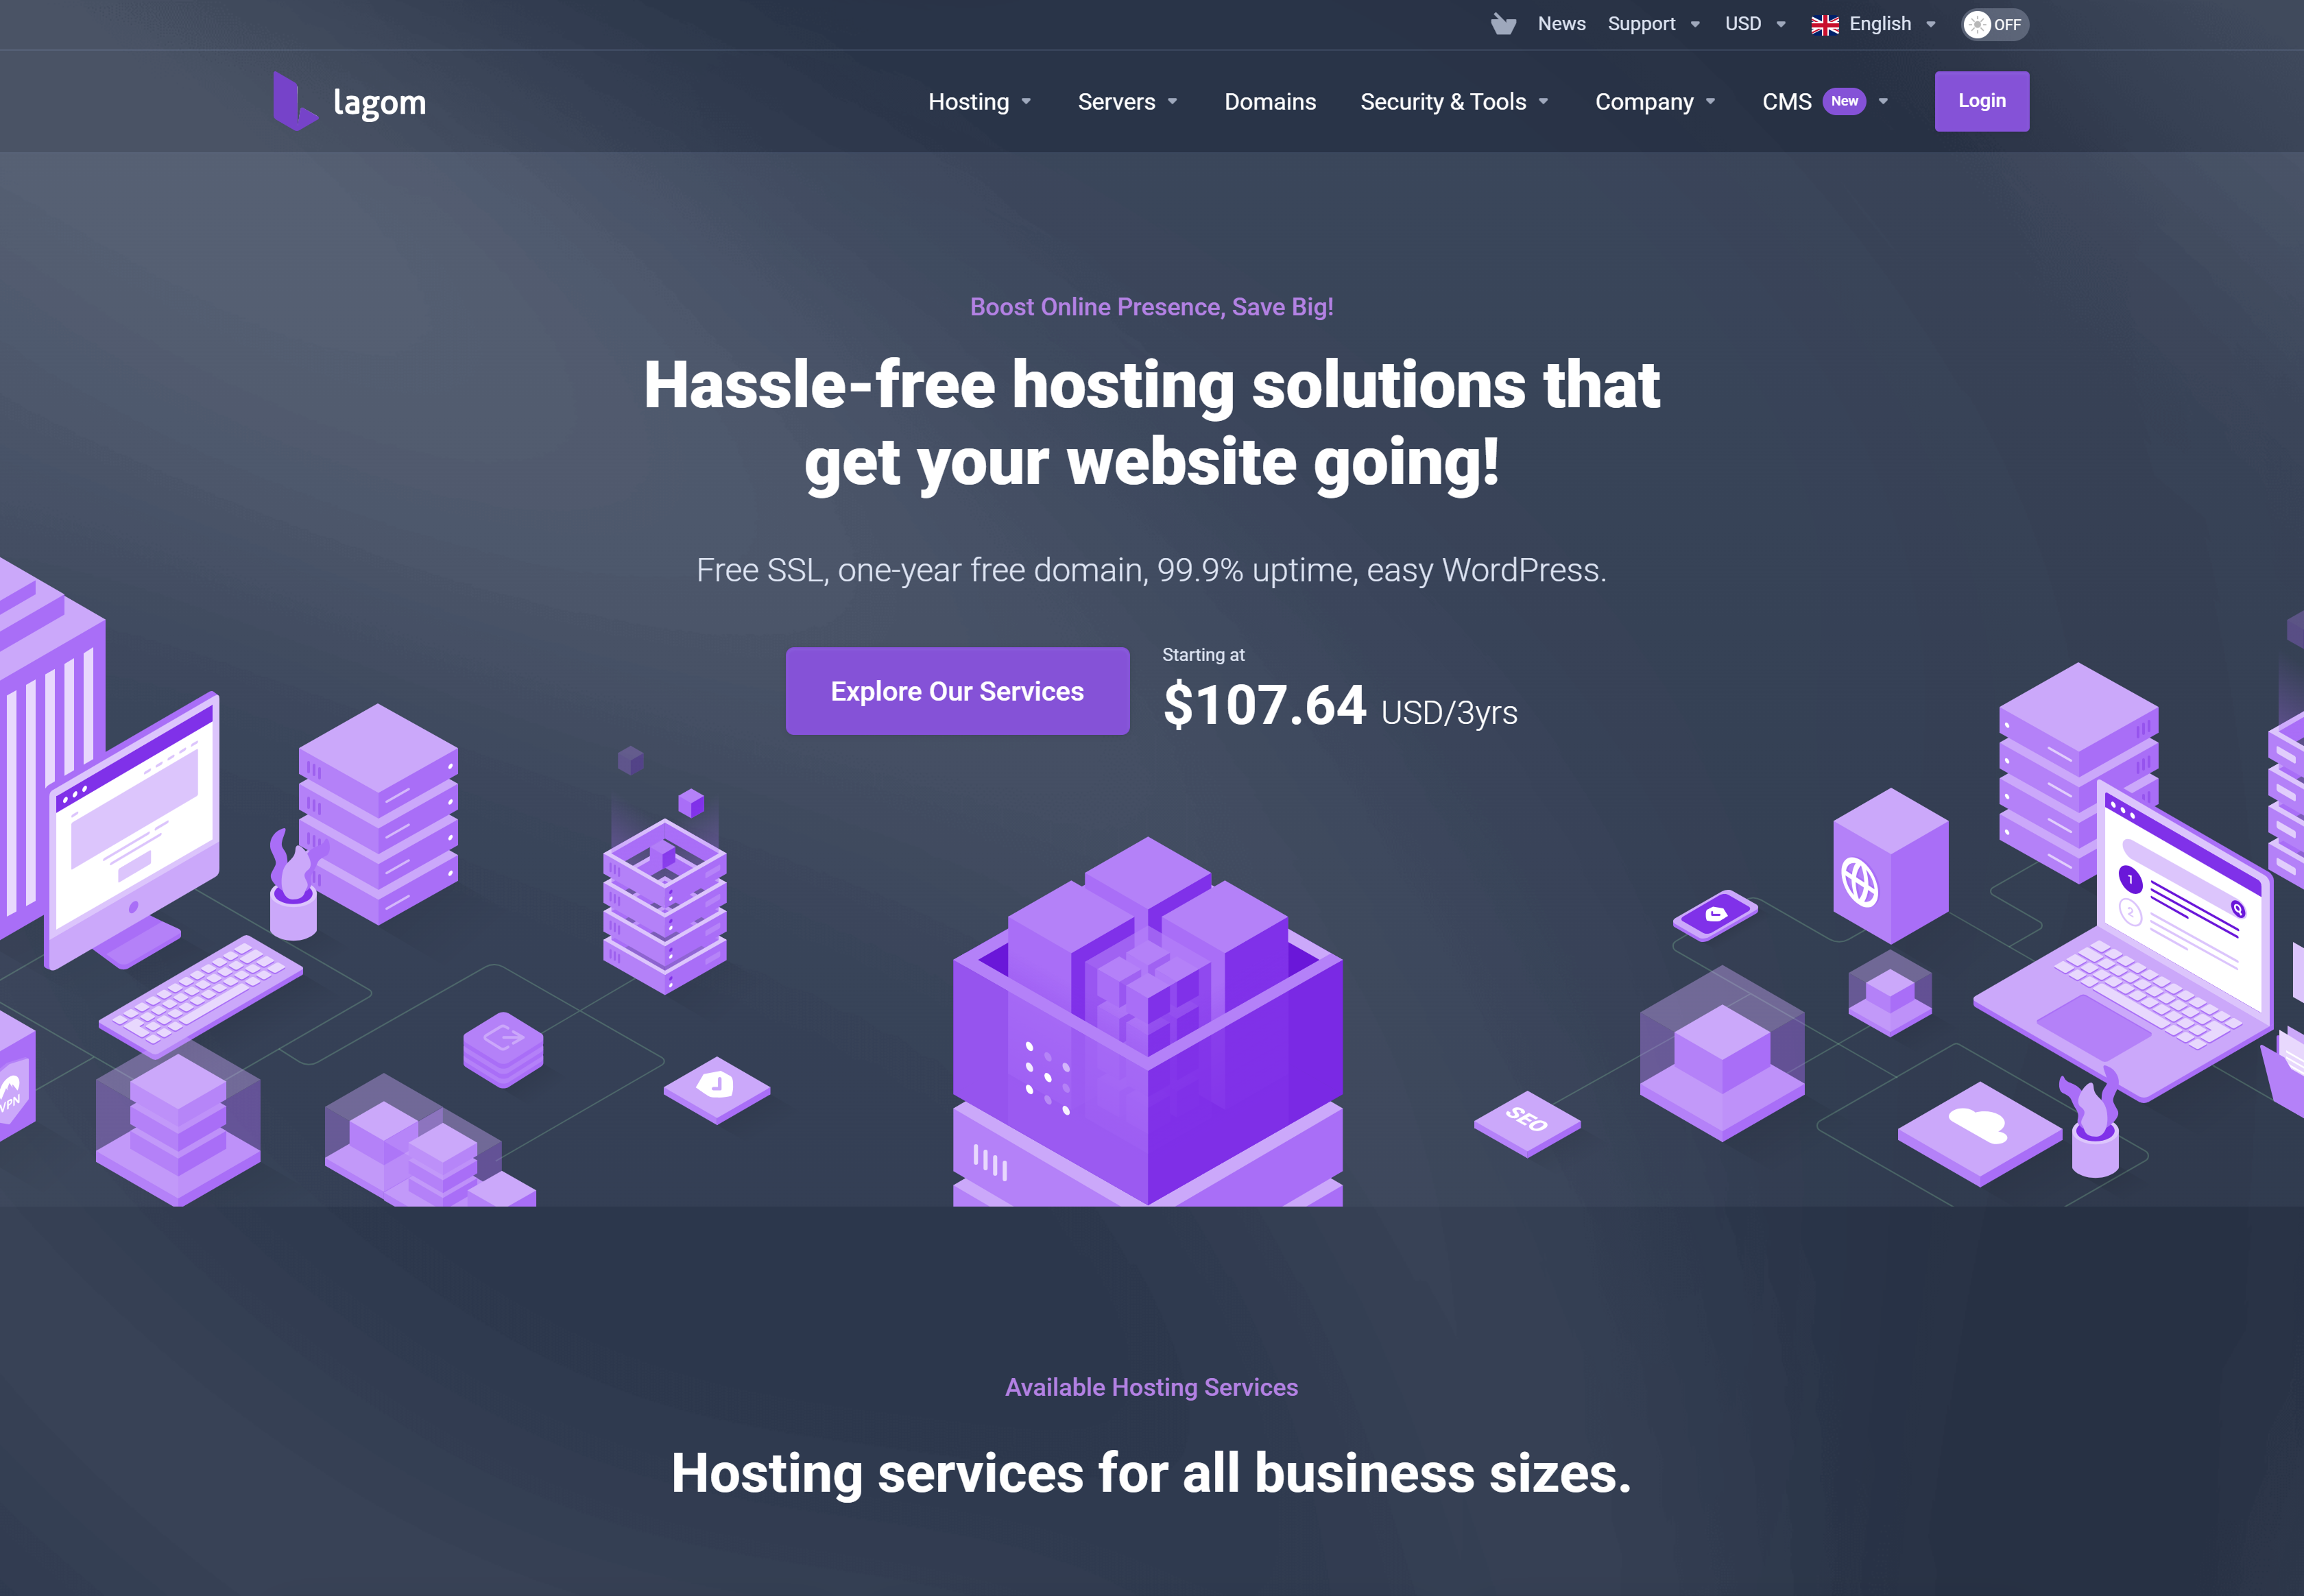 News Support USD English OFF
lagom
Hosting Servers Domains Security & Tools Company CMS New Login
Boost Online Presence, Save Big!
Hassle-free hosting solutions that
get your website going!
Free SSL, one-year free domain, 99.9% uptime, easy WordPress.
Explore Our Services
Starting at
$107.64 USD/3yrs
1
2
VPN
SEO
Available Hosting Services
Hosting services for all business sizes.